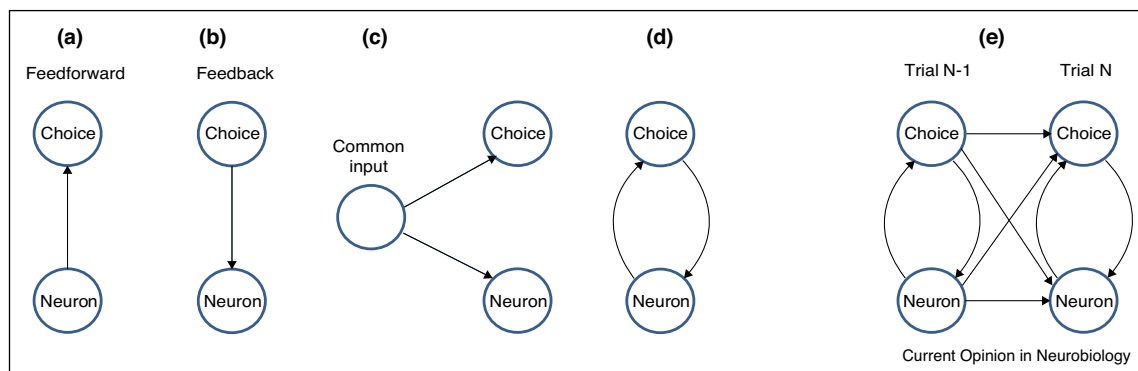 (a)
Feedforward
Choice
Neuron
(b)
Feedback
Choice
Neuron
(c)
Common
input
Choice
Neuron
(d)
Choice
Neuron
(e)
Trial N-1
Trial N
Choice
Choice
Neuron
Neuron
Current Opinion in Neurobiology